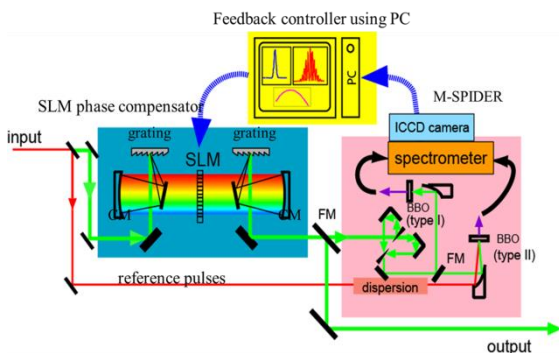 Feedback controller using PC
PC
M-SPIDER
SLM phase compensator
ICCD camera
input
grating
grating
SLM
spectrometer
CM
CM
FM
BBO
(type I)
BBO
(type II)
FM
reference pulses
dispersion
output